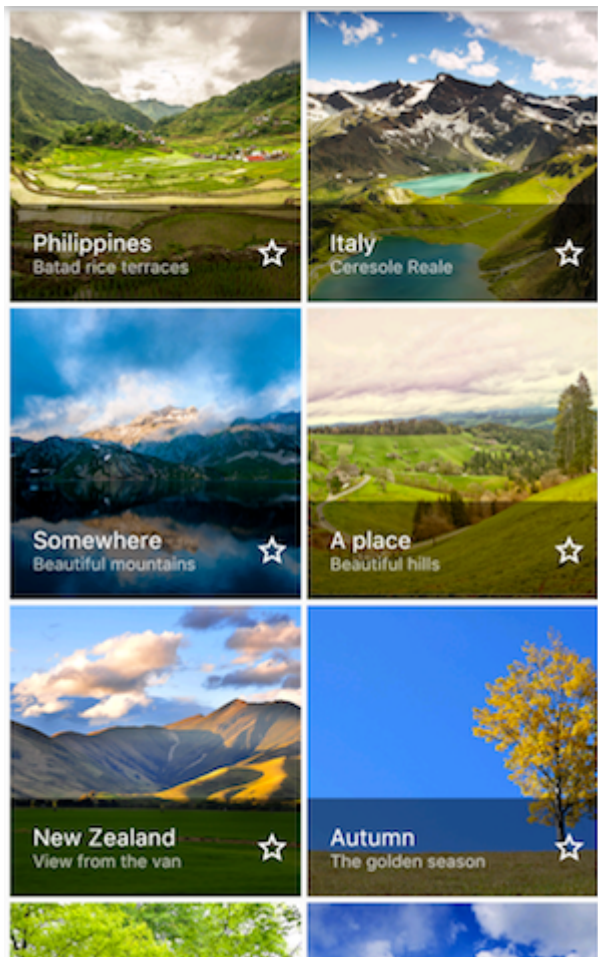 Philippines
Batad rice terraces
Italy
Ceresole Reale
Somewhere
Beautiful mountains
A place
Beautiful hills
New Zealand
View from the van
Autumn
The golden season